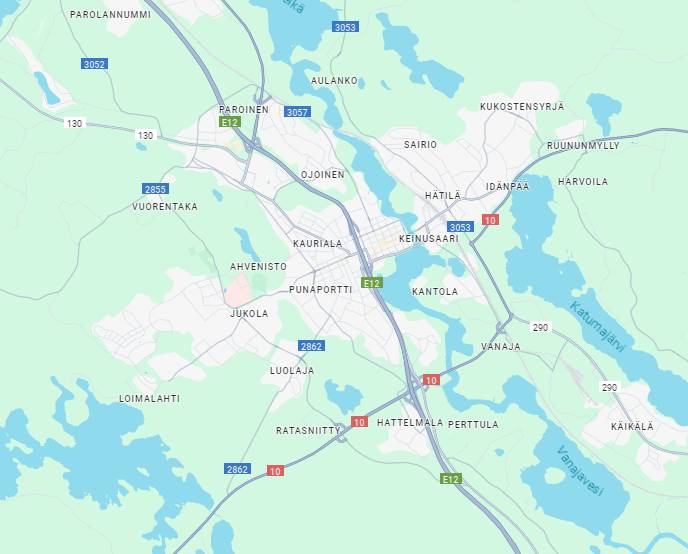 PAROLANNUMMI
3053
3052
AULANKO
PAROINEN
3057
KUKOSTENSYRJÄ
E12
130
130
SAIRIO
RUUNUNMYLLY
OJOINEN
HARVOILA
2855
IDÄNPÄÄ
HÄTILÄ
VUORENTAKA
10
3053
KAURIALA
KEINUSAARI
AHVENISTO
E12
PUNAPORTTI
KANTOLA
JUKOLA
Katumajärvi
290
2862
VANAJA
LUOLAJA
10
290
LOIMALAHTI
10
HATTELMALA
PERTTULA
KÄIKÄLÄ
RATASNIITTY
2862
10
Vanajavesi
E12